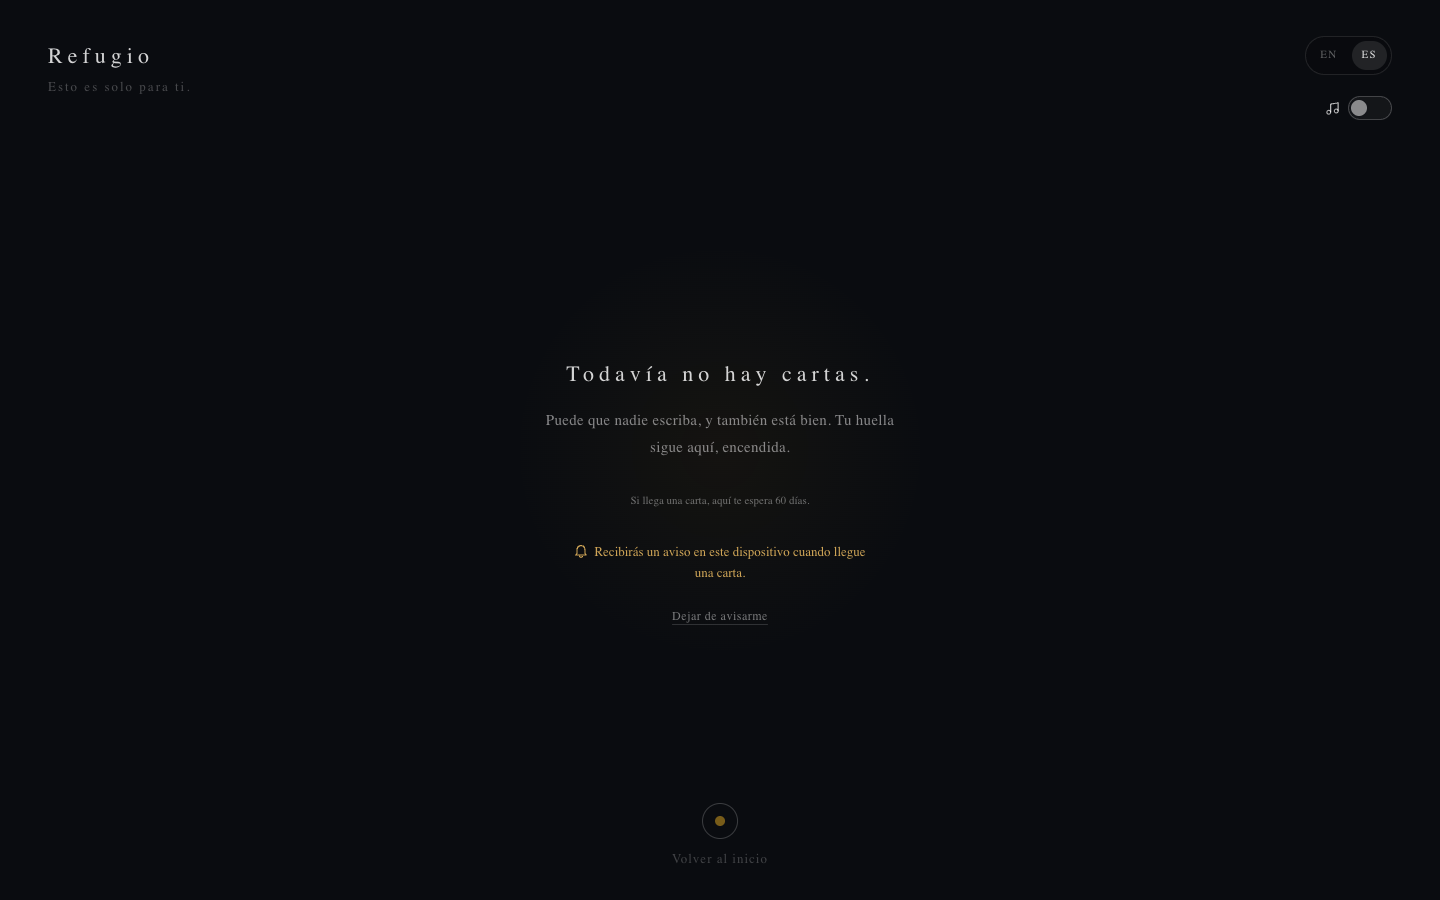 Refugio
Esto es solo para ti.
EN ES
Todavía no hay cartas.
Puede que nadie escriba, y también está bien. Tu huella
sigue aquí, encendida.
Si llega una carta, aquí te espera 60 días.
Recibirás un aviso en este dispositivo cuando llegue
una carta.
Dejar de avisarme
Volver al inicio